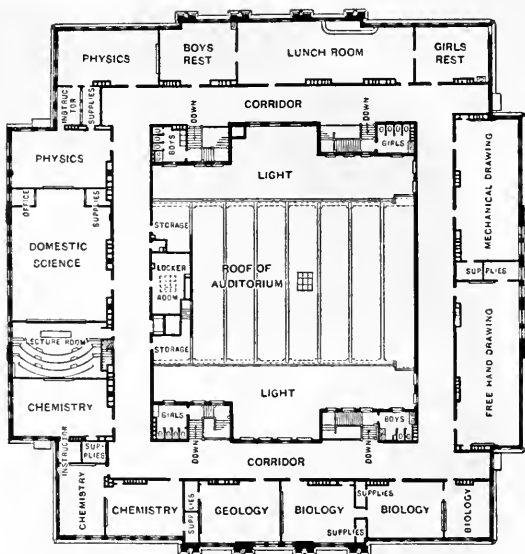 PHYSICS
BOYS
REST
LUNCH ROOM
GIRLS
REST
INSTRUC
TOR
SUPPLIES
CORRIDOR
DOWN
DOWN
BOYS
GIRLS
PHYSICS
LIGHT
MECHANICAL DRAWING
OFFICE
SUPPLIES
STORAGE
DOMESTIC
SCIENCE
LOCKER
ROOM
ROOF OF
AUDITORIUM
SUP PLIES
LECTURE ROOM
STORAGE
FREE HAND DRAWING
CHEMISTRY
LIGHT
GIRLS
BOYS
INSTRUCTOR
SUP-
PLIES
DOWN
DOWN
CORRIDOR
CHEMISTRY
CHEMISTRY
SUPPLIES
GEOLOGY
BIOLOGY
SUPPLIES
SUPPLIES
BIOLOGY
BIOLOGY